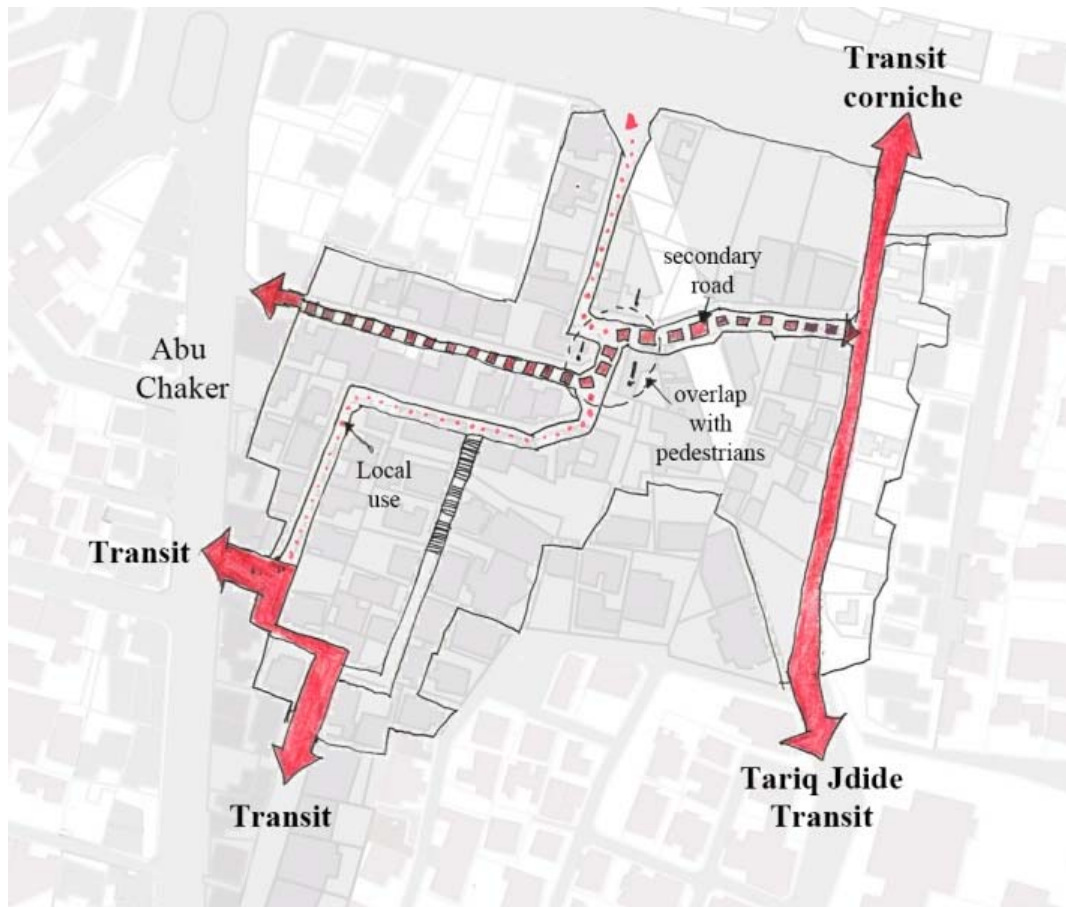 Transit
corniche
secondary
road
Abu
Chaker
overlap
with
pedestrians
Local
use
Transit
Tariq Jdide
Transit
Transit